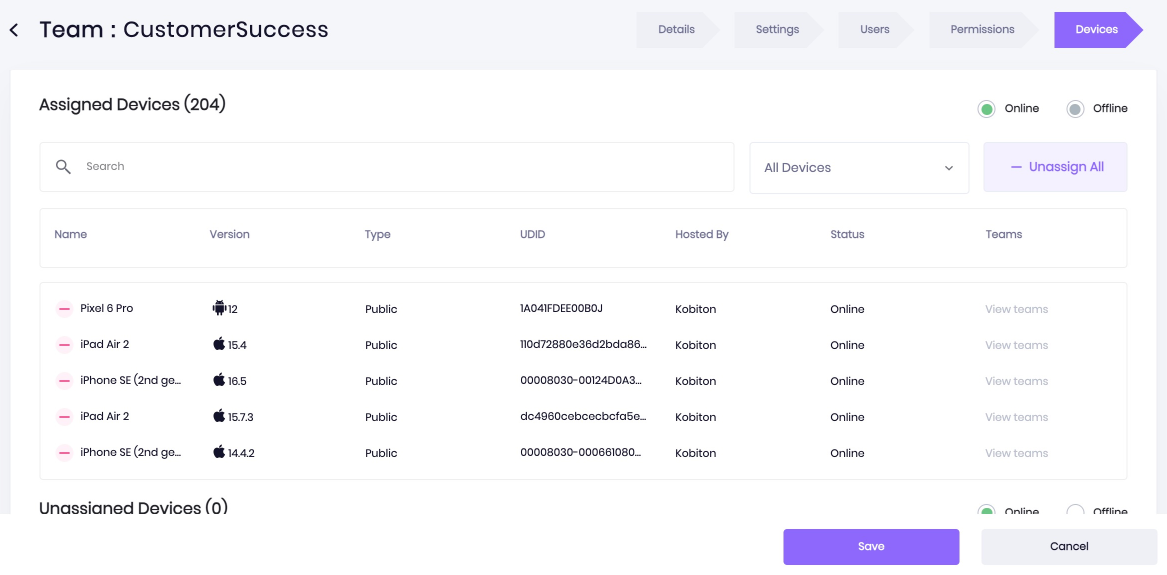 Team : CustomerSuccess
Details Settings Users Permissions Devices
Assigned Devices (204)
Online Offline
Search
All Devices
Unassign All
Name Version Type UDID Hosted By Status Teams
Pixel 6 Pro 12 Public 1A041FDEE00B0J Kobiton Online View teams
iPad Air 2 15.4 Public 110d72880e36d2bda86... Kobiton Online View teams
iPhone SE (2nd ge... 16.5 Public 00008030-00124D0A3... Kobiton Online View teams
iPad Air 2 15.7.3 Public dc4960cebcecbcfa5e... Kobiton Online View teams
iPhone SE (2nd ge... 14.4.2 Public 00008030-000661080... Kobiton Online View teams
Unassigned Devices (0)
Online Offline
Save Cancel